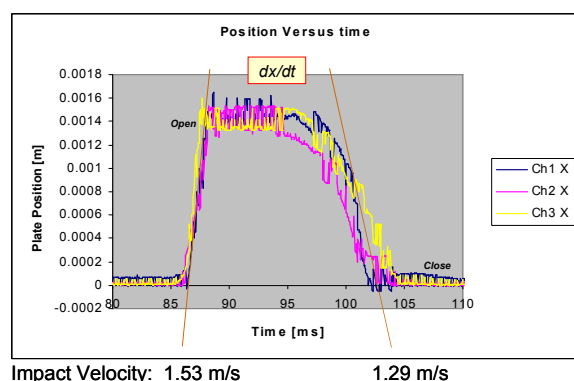 Position Versus time
dx/dt
0.0018
0.0016
0.0014
0.0012
0.001
0.0008
0.0006
0.0004
0.0002
0
-0.0002
Plate Position [m]
Open
Close
80 85 90 95 100 105 110
Time [ms]
Ch1 X
Ch2 X
Ch3 X
Impact Velocity: 1.53 m/s 1.29 m/s